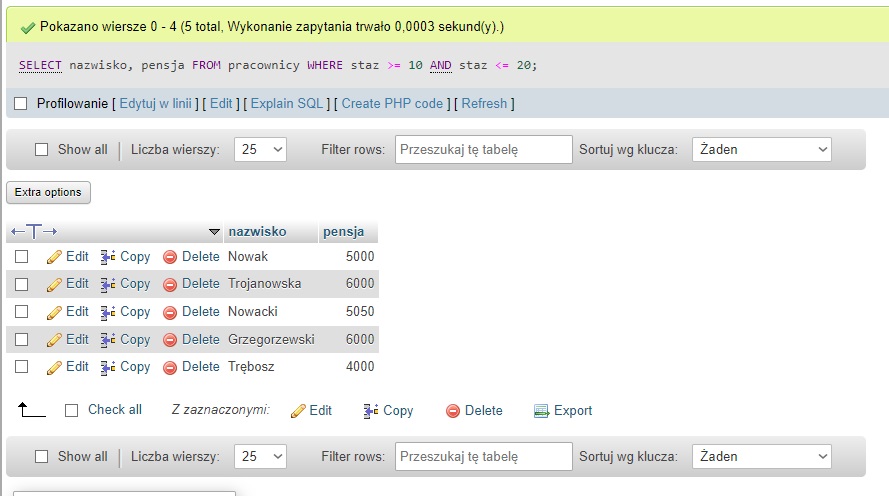 Pokazano wiersze 0 - 4 (5 total, Wykonanie zapytania trwało 0,0003 sekund(y).)
SELECT nazwisko, pensja FROM pracownicy WHERE staz >= 10 AND staz <= 20;
Profilowanie [ Edytuj w linii ] [ Edit ] [ Explain SQL ] [ Create PHP code ] [ Refresh ]
Show all | Liczba wierszy: 25 Filter rows: Przeszukaj tę tabelę Sortuj wg klucza: Żaden
Extra options
←T→ nazwisko pensja
Edit Copy Delete Nowak 5000
Edit Copy Delete Trojanowska 6000
Edit Copy Delete Nowacki 5050
Edit Copy Delete Grzegorzewski 6000
Edit Copy Delete Trębosz 4000
Check all Z zaznaczonymi: Edit Copy Delete Export
Show all | Liczba wierszy: 25 Filter rows: Przeszukaj tę tabelę Sortuj wg klucza: Żaden